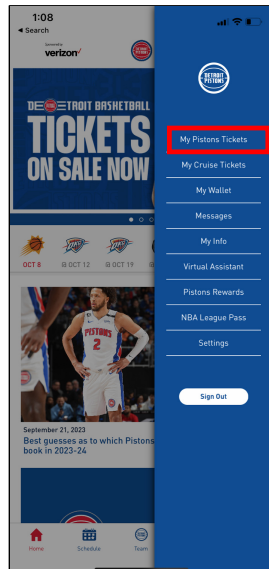 1:08
Search
verizon
DETROIT
PISTONS
DETROIT BASKETBALL
TICKETS
ON SALE NOW
OCT 8
@ OCT 12
@ OCT 19
PISTONS
2
September 21, 2023
Best guesses as to which Pistons
book in 2023-24
Home
Schedule
Team
DETROIT
PISTONS
My Pistons Tickets
My Cruise Tickets
My Wallet
Messages
My Info
Virtual Assistant
Pistons Rewards
NBA League Pass
Settings
Sign Out